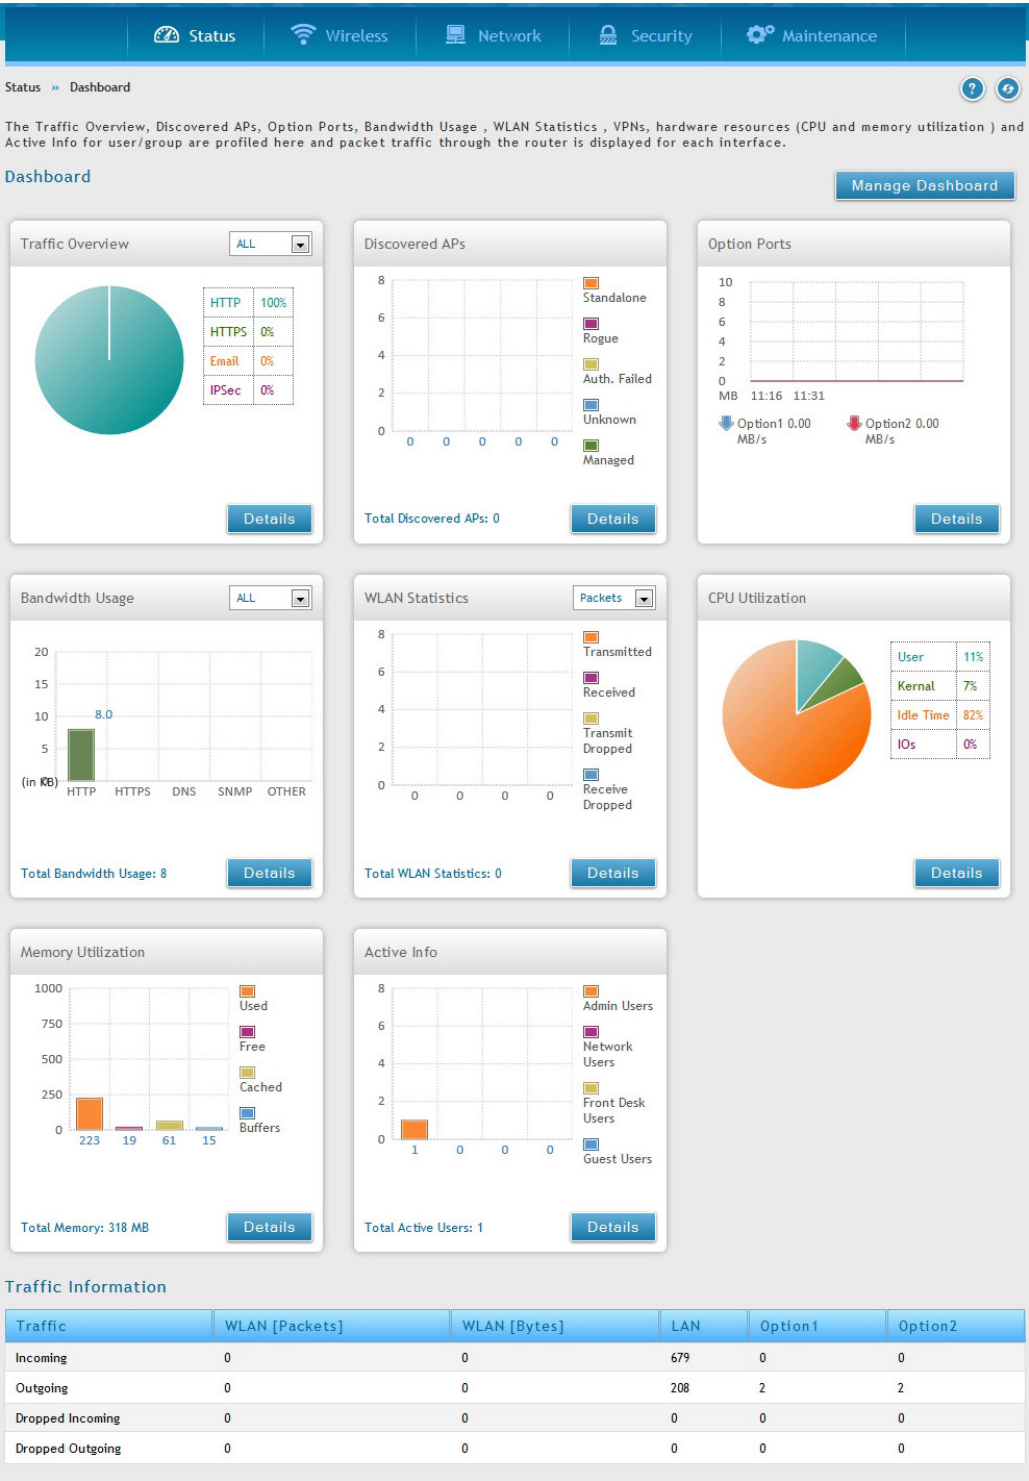 Status Wireless Network Security Maintenance
Status » Dashboard
The Traffic Overview, Discovered APs, Option Ports, Bandwidth Usage , WLAN Statistics , VPNs, hardware resources (CPU and memory utilization ) and
Active Info for user/group are profiled here and packet traffic through the router is displayed for each interface.
Dashboard
Manage Dashboard
Traffic Overview
ALL
HTTP 100%
HTTPS 0%
Email 0%
IPSec 0%
Details
Discovered APs
8
6
4
2
0
0 0 0 0 0
Standalone
Rogue
Auth. Failed
Unknown
Managed
Total Discovered APs: 0
Details
Option Ports
10
8
6
4
2
0
MB 11:16 11:31
Option1 0.00
MB/s
Option2 0.00
MB/s
Details
Bandwidth Usage
ALL
20
15
10
5
0
(in KB)
8.0
HTTP HTTPS DNS SNMP OTHER
Total Bandwidth Usage: 8
Details
WLAN Statistics
Packets
8
6
4
2
0
0 0 0 0
Transmitted
Received
Transmit
Dropped
Receive
Dropped
Total WLAN Statistics: 0
Details
CPU Utilization
User 11%
Kernal 7%
Idle Time 82%
IOs 0%
Details
Memory Utilization
1000
750
500
250
0
223 19 61 15
Used
Free
Cached
Buffers
Total Memory: 318 MB
Details
Active Info
8
6
4
2
0
1 0 0 0
Admin Users
Network
Users
Front Desk
Users
Guest Users
Total Active Users: 1
Details
Traffic Information
Traffic WLAN [Packets] WLAN [Bytes] LAN Option1 Option2
Incoming 0 0 679 0 0
Outgoing 0 0 208 2 2
Dropped Incoming 0 0 0 0 0
Dropped Outgoing 0 0 0 0 0